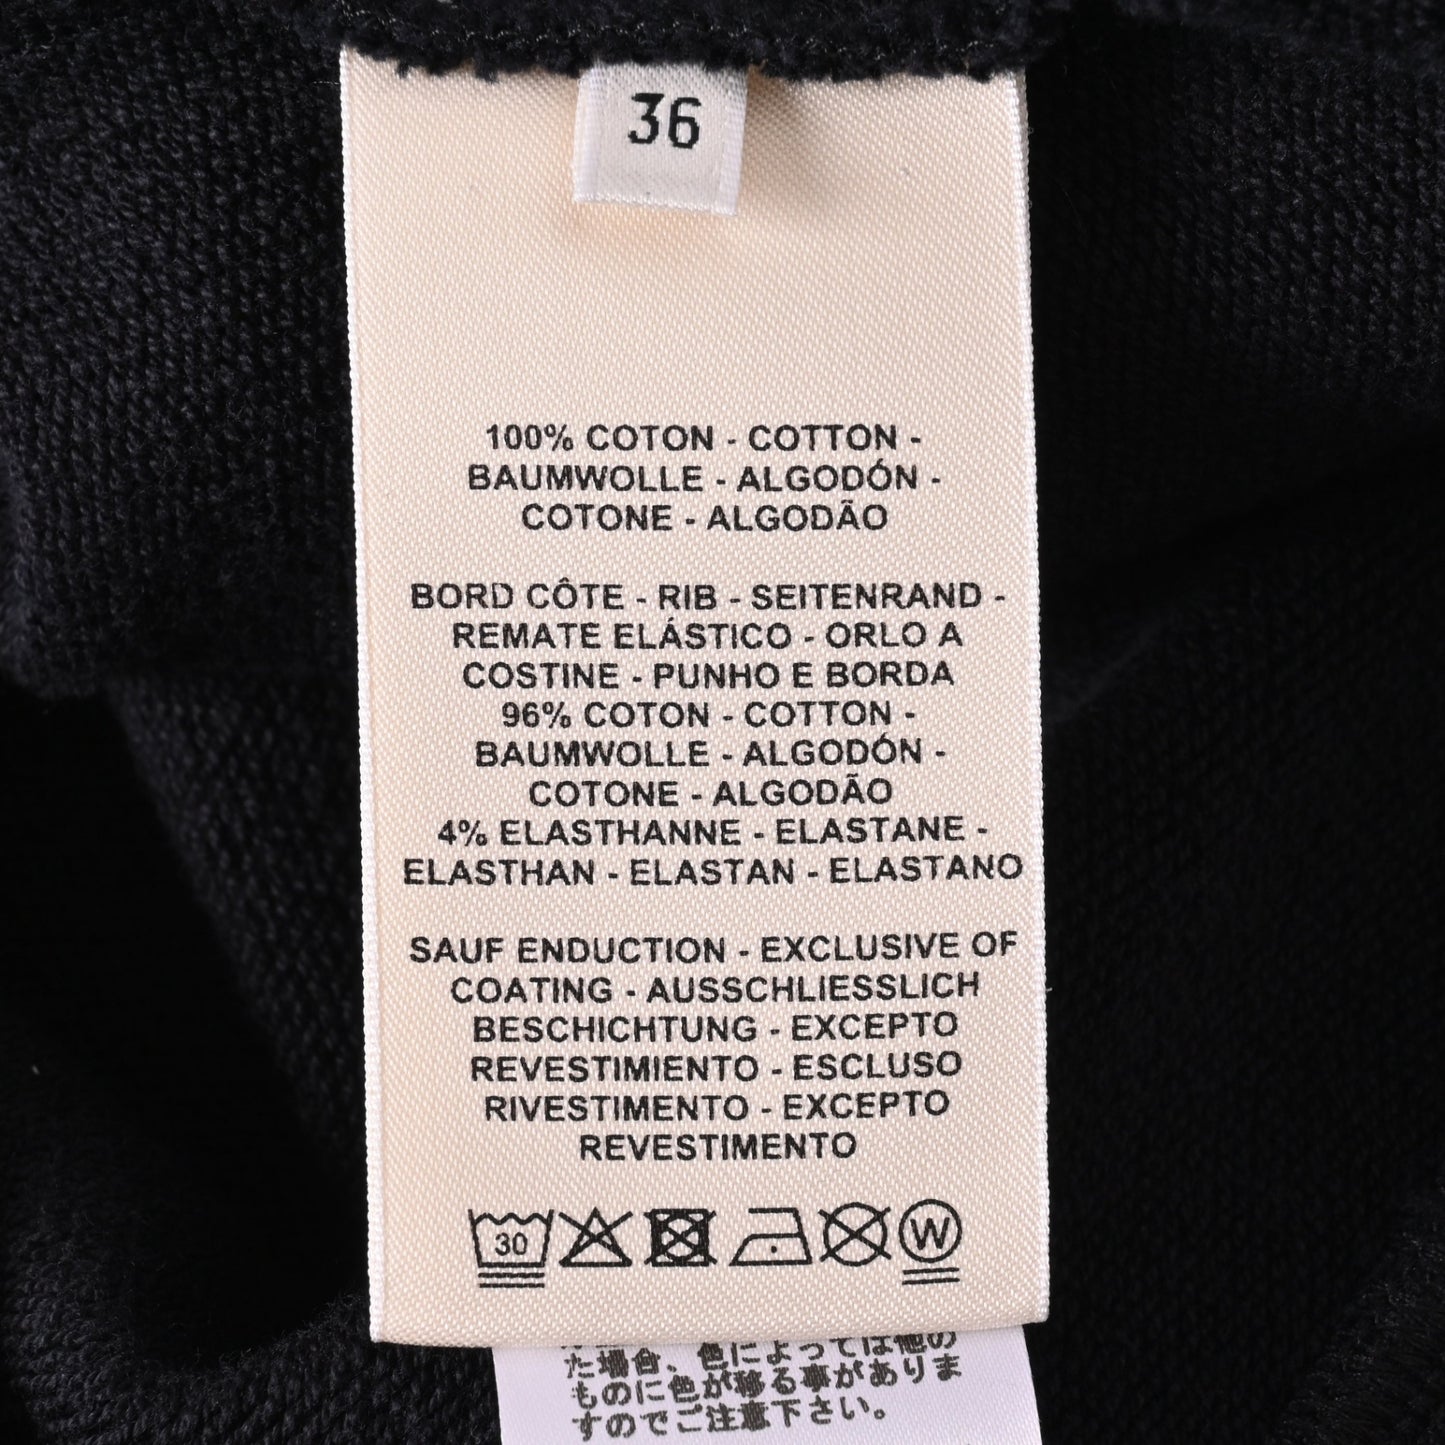 36
100% COTON - COTTON -
BAUMWOLLE - ALGODÓN -
COTONE - ALGODÃO
BORD CÔTE - RIB - SEITENRAND -
REMATE ELÁSTICO - ORLO A
COSTINE - PUNHO E BORDA
96% COTON - COTTON -
BAUMWOLLE - ALGODÓN -
COTONE - ALGODÃO
4% ELASTHANNE - ELASTANE -
ELASTHAN - ELASTAN - ELASTANO
SAUF ENDUCTION - EXCLUSIVE OF
COATING - AUSSCHLIESSLICH
BESCHICHTUNG - EXCEPTO
REVESTIMIENTO - ESCLUSO
RIVESTIMENTO - EXCEPTO
REVESTIMENTO
30 W
た場合、色によっては他の
ものに色が移る事がありま
すのでご注意下さい。